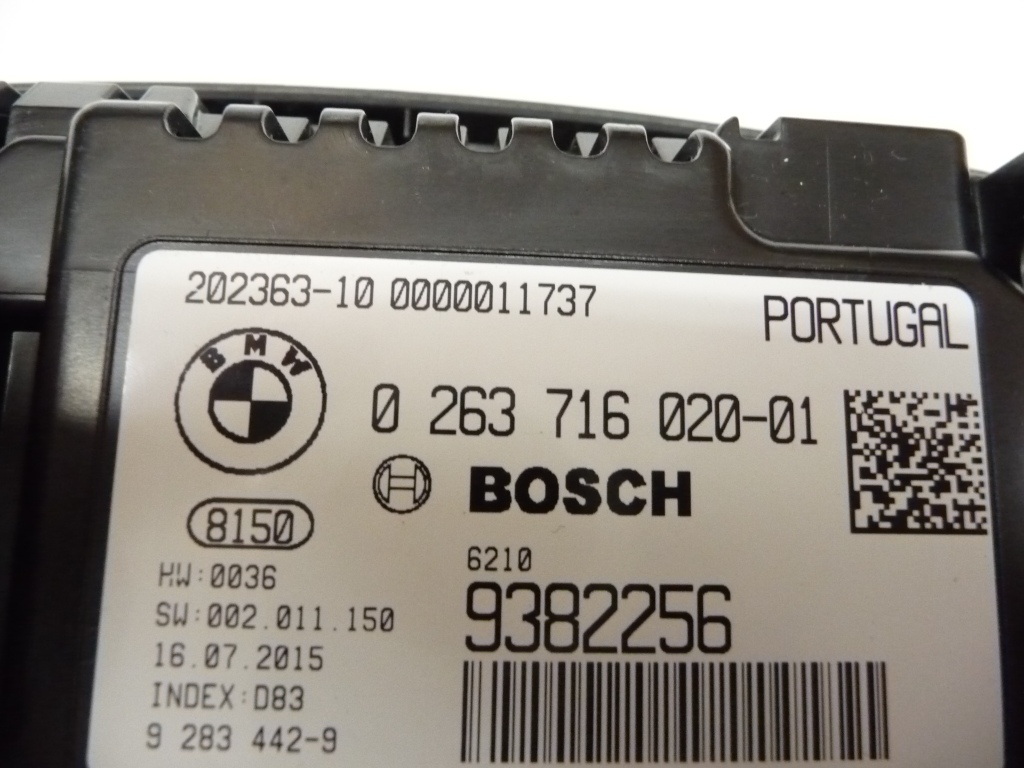 202363-10 0000011737
PORTUGAL
BMW
0 263 716 020-01
BOSCH
8150
6210
HW:0036
9382256
SW:002.011.150
16.07.2015
INDEX:D83
9 283 442-9